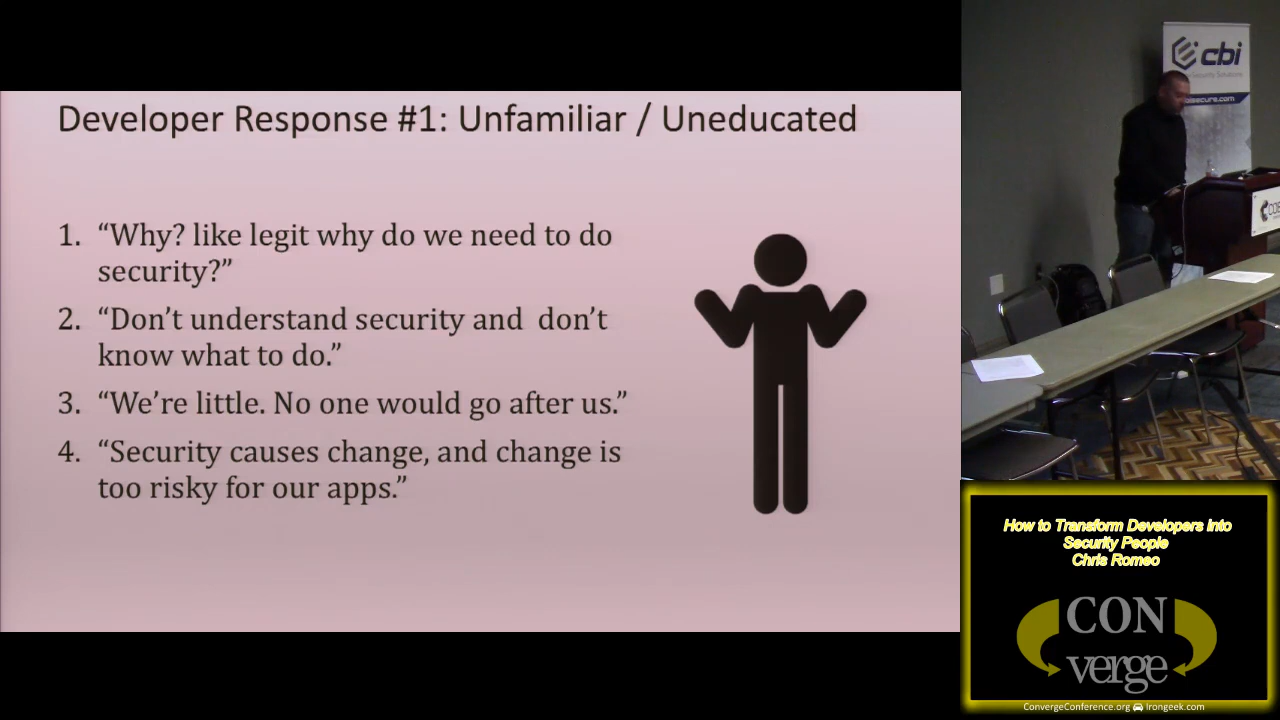 Developer Response #1: Unfamiliar / Uneducated
1. “Why? like legit why do we need to do
security?”
2. “Don’t understand security and don’t
know what to do.”
3. “We’re little. No one would go after us.”
4. “Security causes change, and change is
too risky for our apps.”
cbi
How to Transform Developers Into
Security People
Chris Romeo
CON
verge
ConvergeConference.org Irongeek.com